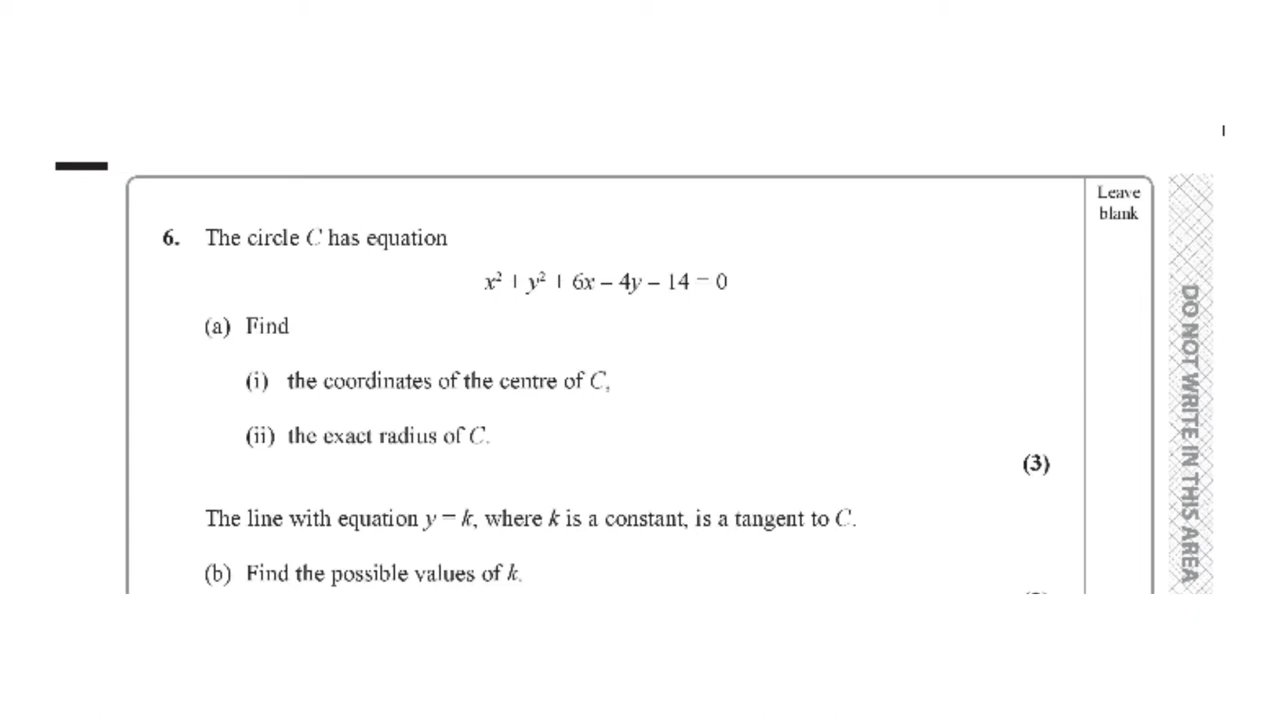 Leave
blank
6. The circle C has equation
x² + y² + 6x – 4y – 14 = 0
(a) Find
(i) the coordinates of the centre of C,
(ii) the exact radius of C.
(3)
The line with equation y = k, where k is a constant, is a tangent to C.
(b) Find the possible values of k.
DO NOT WRITE IN THIS AREA